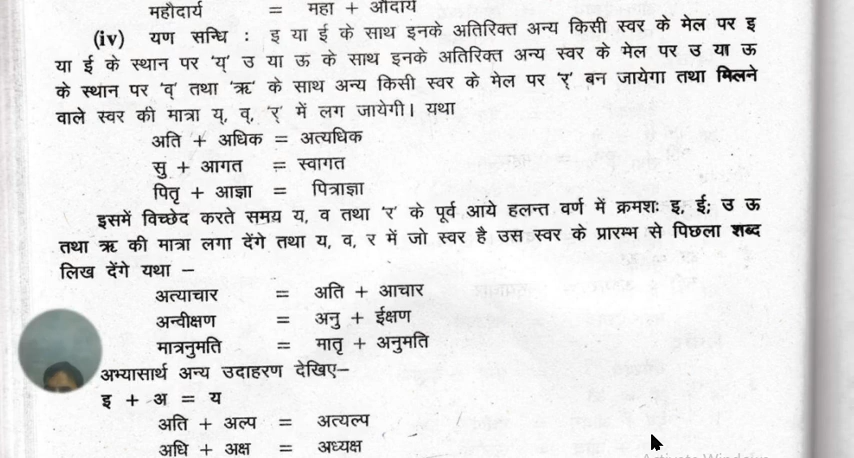 महौदार्य = महा + औदार्य
(iv) यण सन्धि : इ या ई के साथ इनके अतिरिक्त अन्य किसी स्वर के मेल पर इ
या ई के स्थान पर 'य्' उ या ऊ के साथ इनके अतिरिक्त अन्य स्वर के मेल पर उ या ऊ
के स्थान पर 'व्' तथा 'ऋ' के साथ अन्य किसी स्वर के मेल पर 'र्' बन जायेगा तथा मिलने
वाले स्वर की मात्रा य्, व्, 'र्' में लग जायेगी। यथा
अति + अधिक = अत्यधिक
सु + आगत = स्वागत
पितृ + आज्ञा = पित्राज्ञा
इसमें विच्छेद करते समय य, व तथा 'र' के पूर्व आये हलन्त वर्ण में क्रमशः इ, ई; उ ऊ
तथा ऋ की मात्रा लगा देंगे तथा य, व, र में जो स्वर है उस स्वर के प्रारम्भ से पिछला शब्द
लिख देंगे यथा –
अत्याचार = अति + आचार
अन्वीक्षण = अनु + ईक्षण
मात्रनुमति = मातृ + अनुमति
अभ्यासार्थ अन्य उदाहरण देखिए–
इ + अ = य
अति + अल्प = अत्यल्प
अधि + अक्ष = अध्यक्ष